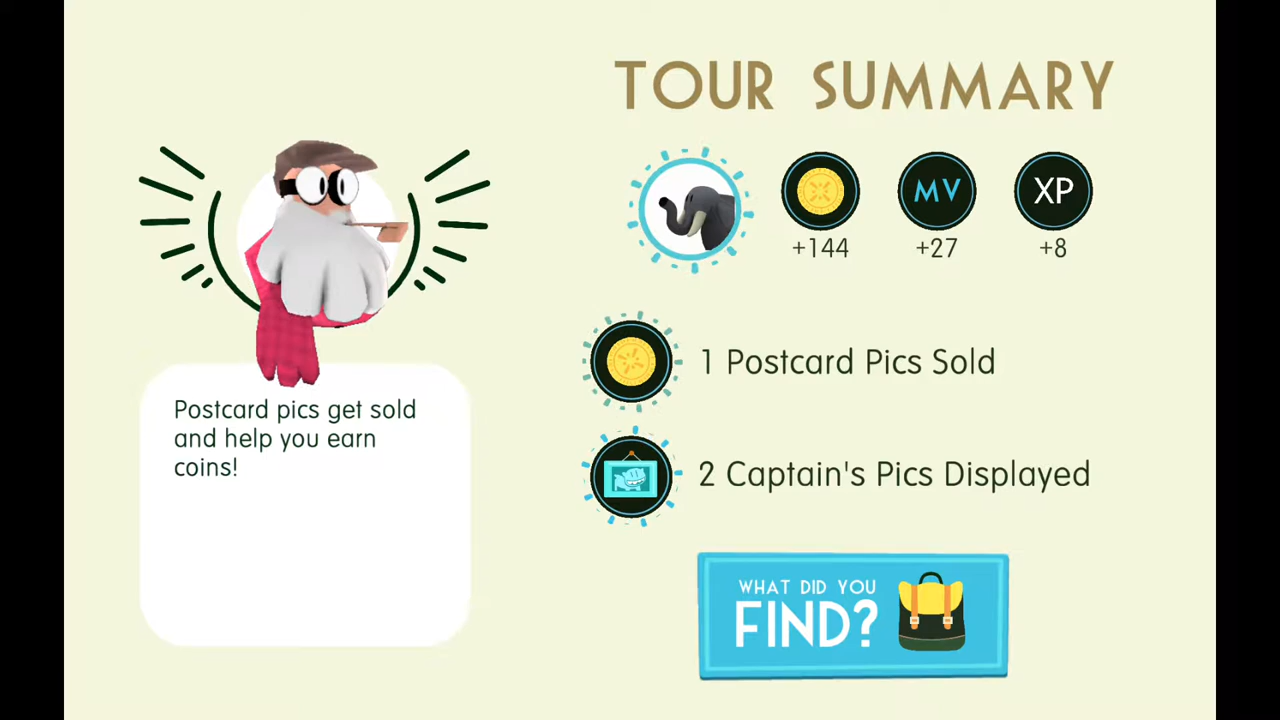 TOUR SUMMARY
MV
XP
+144
+27
+8
1 Postcard Pics Sold
Postcard pics get sold
and help you earn
coins!
2 Captain's Pics Displayed
WHAT DID YOU
FIND?